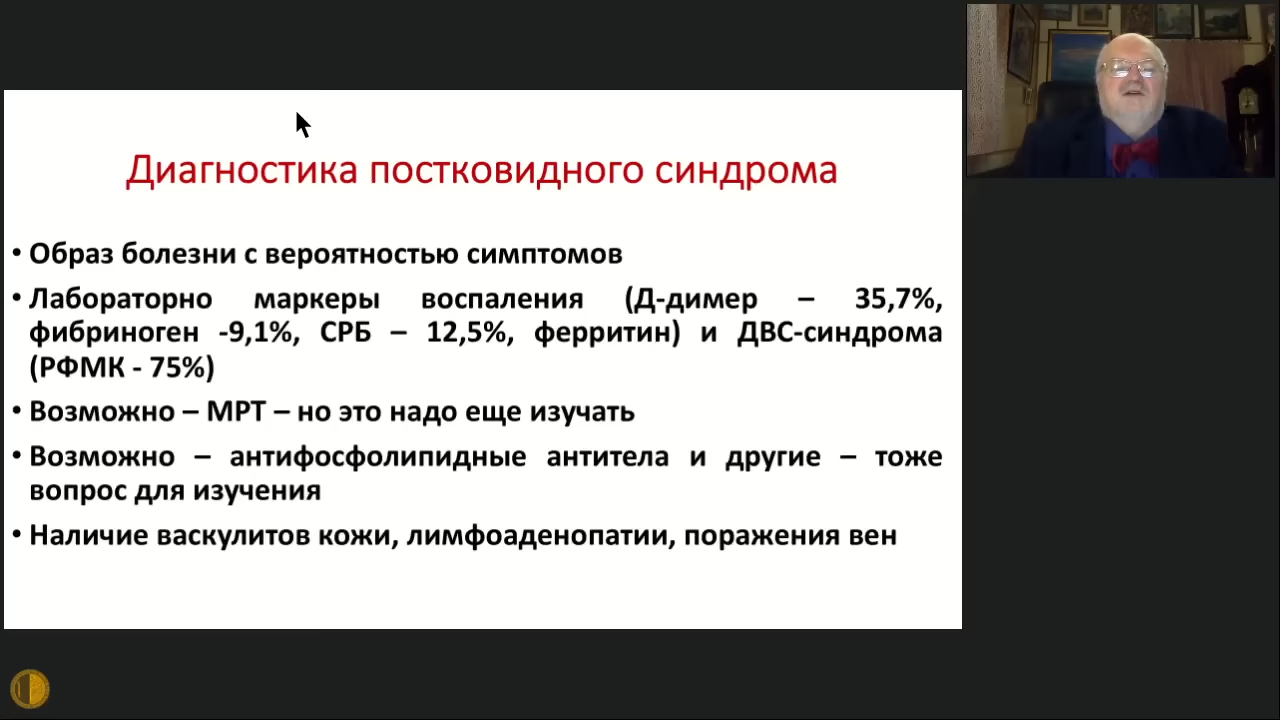 Диагностика постковидного синдрома
• Образ болезни с вероятностью симптомов
• Лабораторно маркеры воспаления (Д-димер – 35,7%,
фибриноген -9,1%, СРБ – 12,5%, ферритин) и ДВС-синдрома
(РФМК - 75%)
• Возможно – МРТ – но это надо еще изучать
• Возможно – антифосфолипидные антитела и другие – тоже
вопрос для изучения
• Наличие васкулитов кожи, лимфоаденопатии, поражения вен